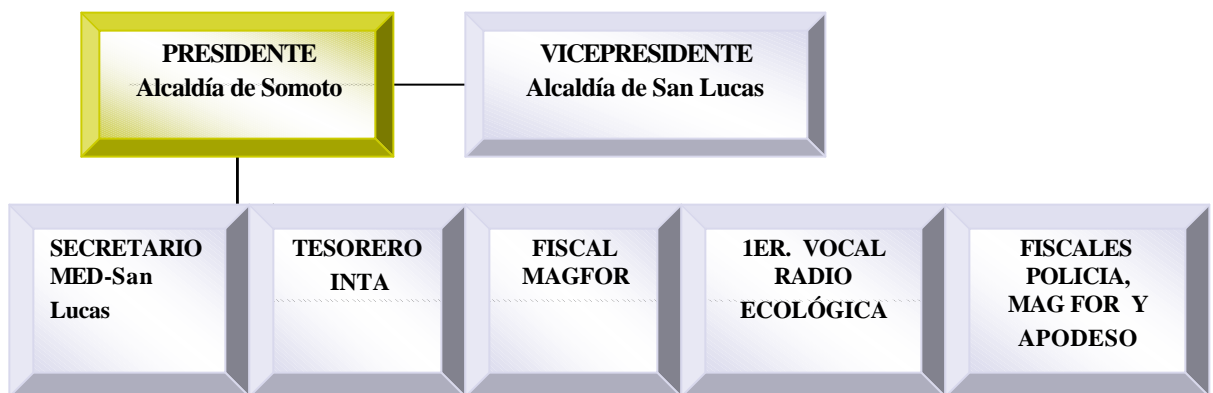 PRESIDENTE
Alcaldía de Somoto
VICEPRESIDENTE
Alcaldía de San Lucas
SECRETARIO
MED-San
Lucas
TESORERO
INTA
FISCAL
MAGFOR
1ER. VOCAL
RADIO
ECOLÓGICA
FISCALES
POLICIA,
MAG FOR Y
APODESO